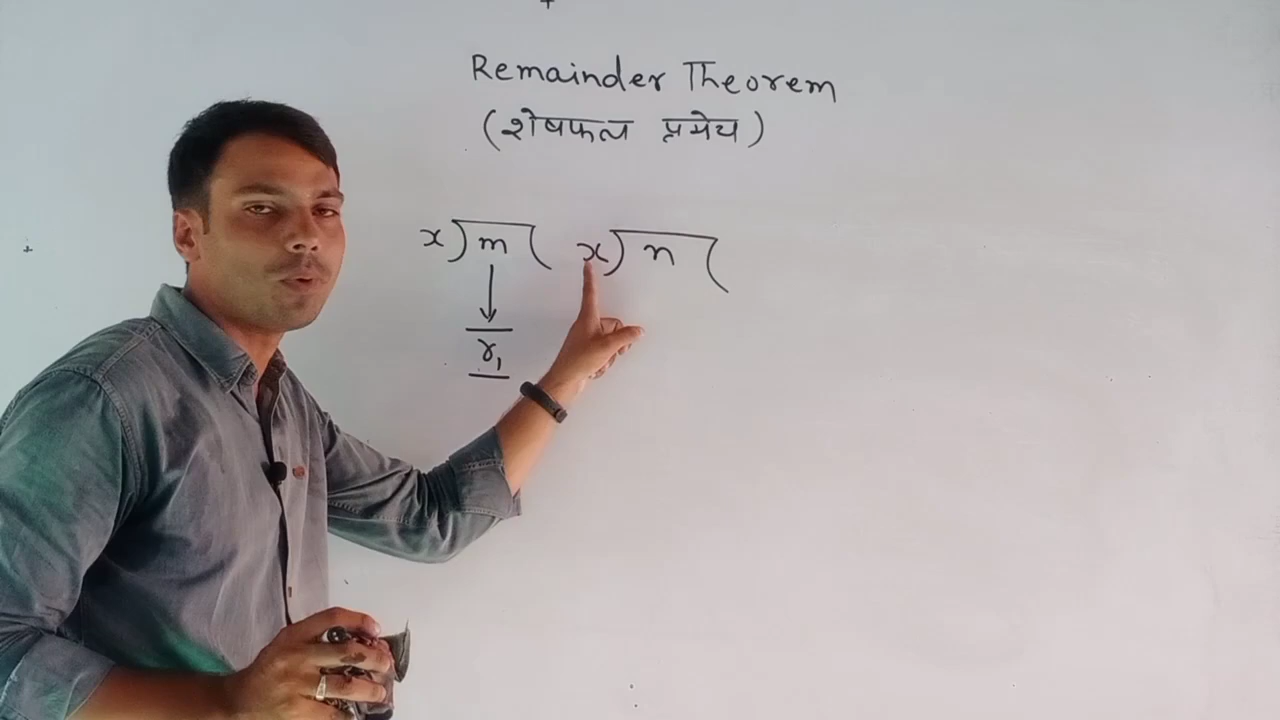 Remainder Theorem
(शेषफल प्रमेय)
x) m ( x) n (
r₁